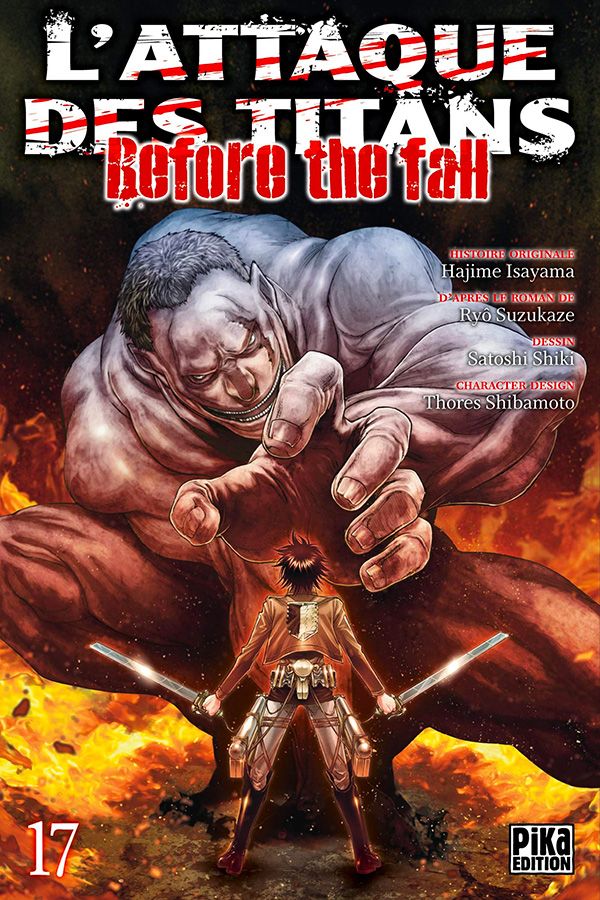 L'ATTAQUE
DES TITANS
Before the fall
HISTOIRE ORIGINALE
Hajime Isayama
D'APRÈS LE ROMAN DE
Ryô Suzukaze
DESSIN
Satoshi Shiki
CHARACTER DESIGN
Thores Shibamoto
17
PiKa
EDITION